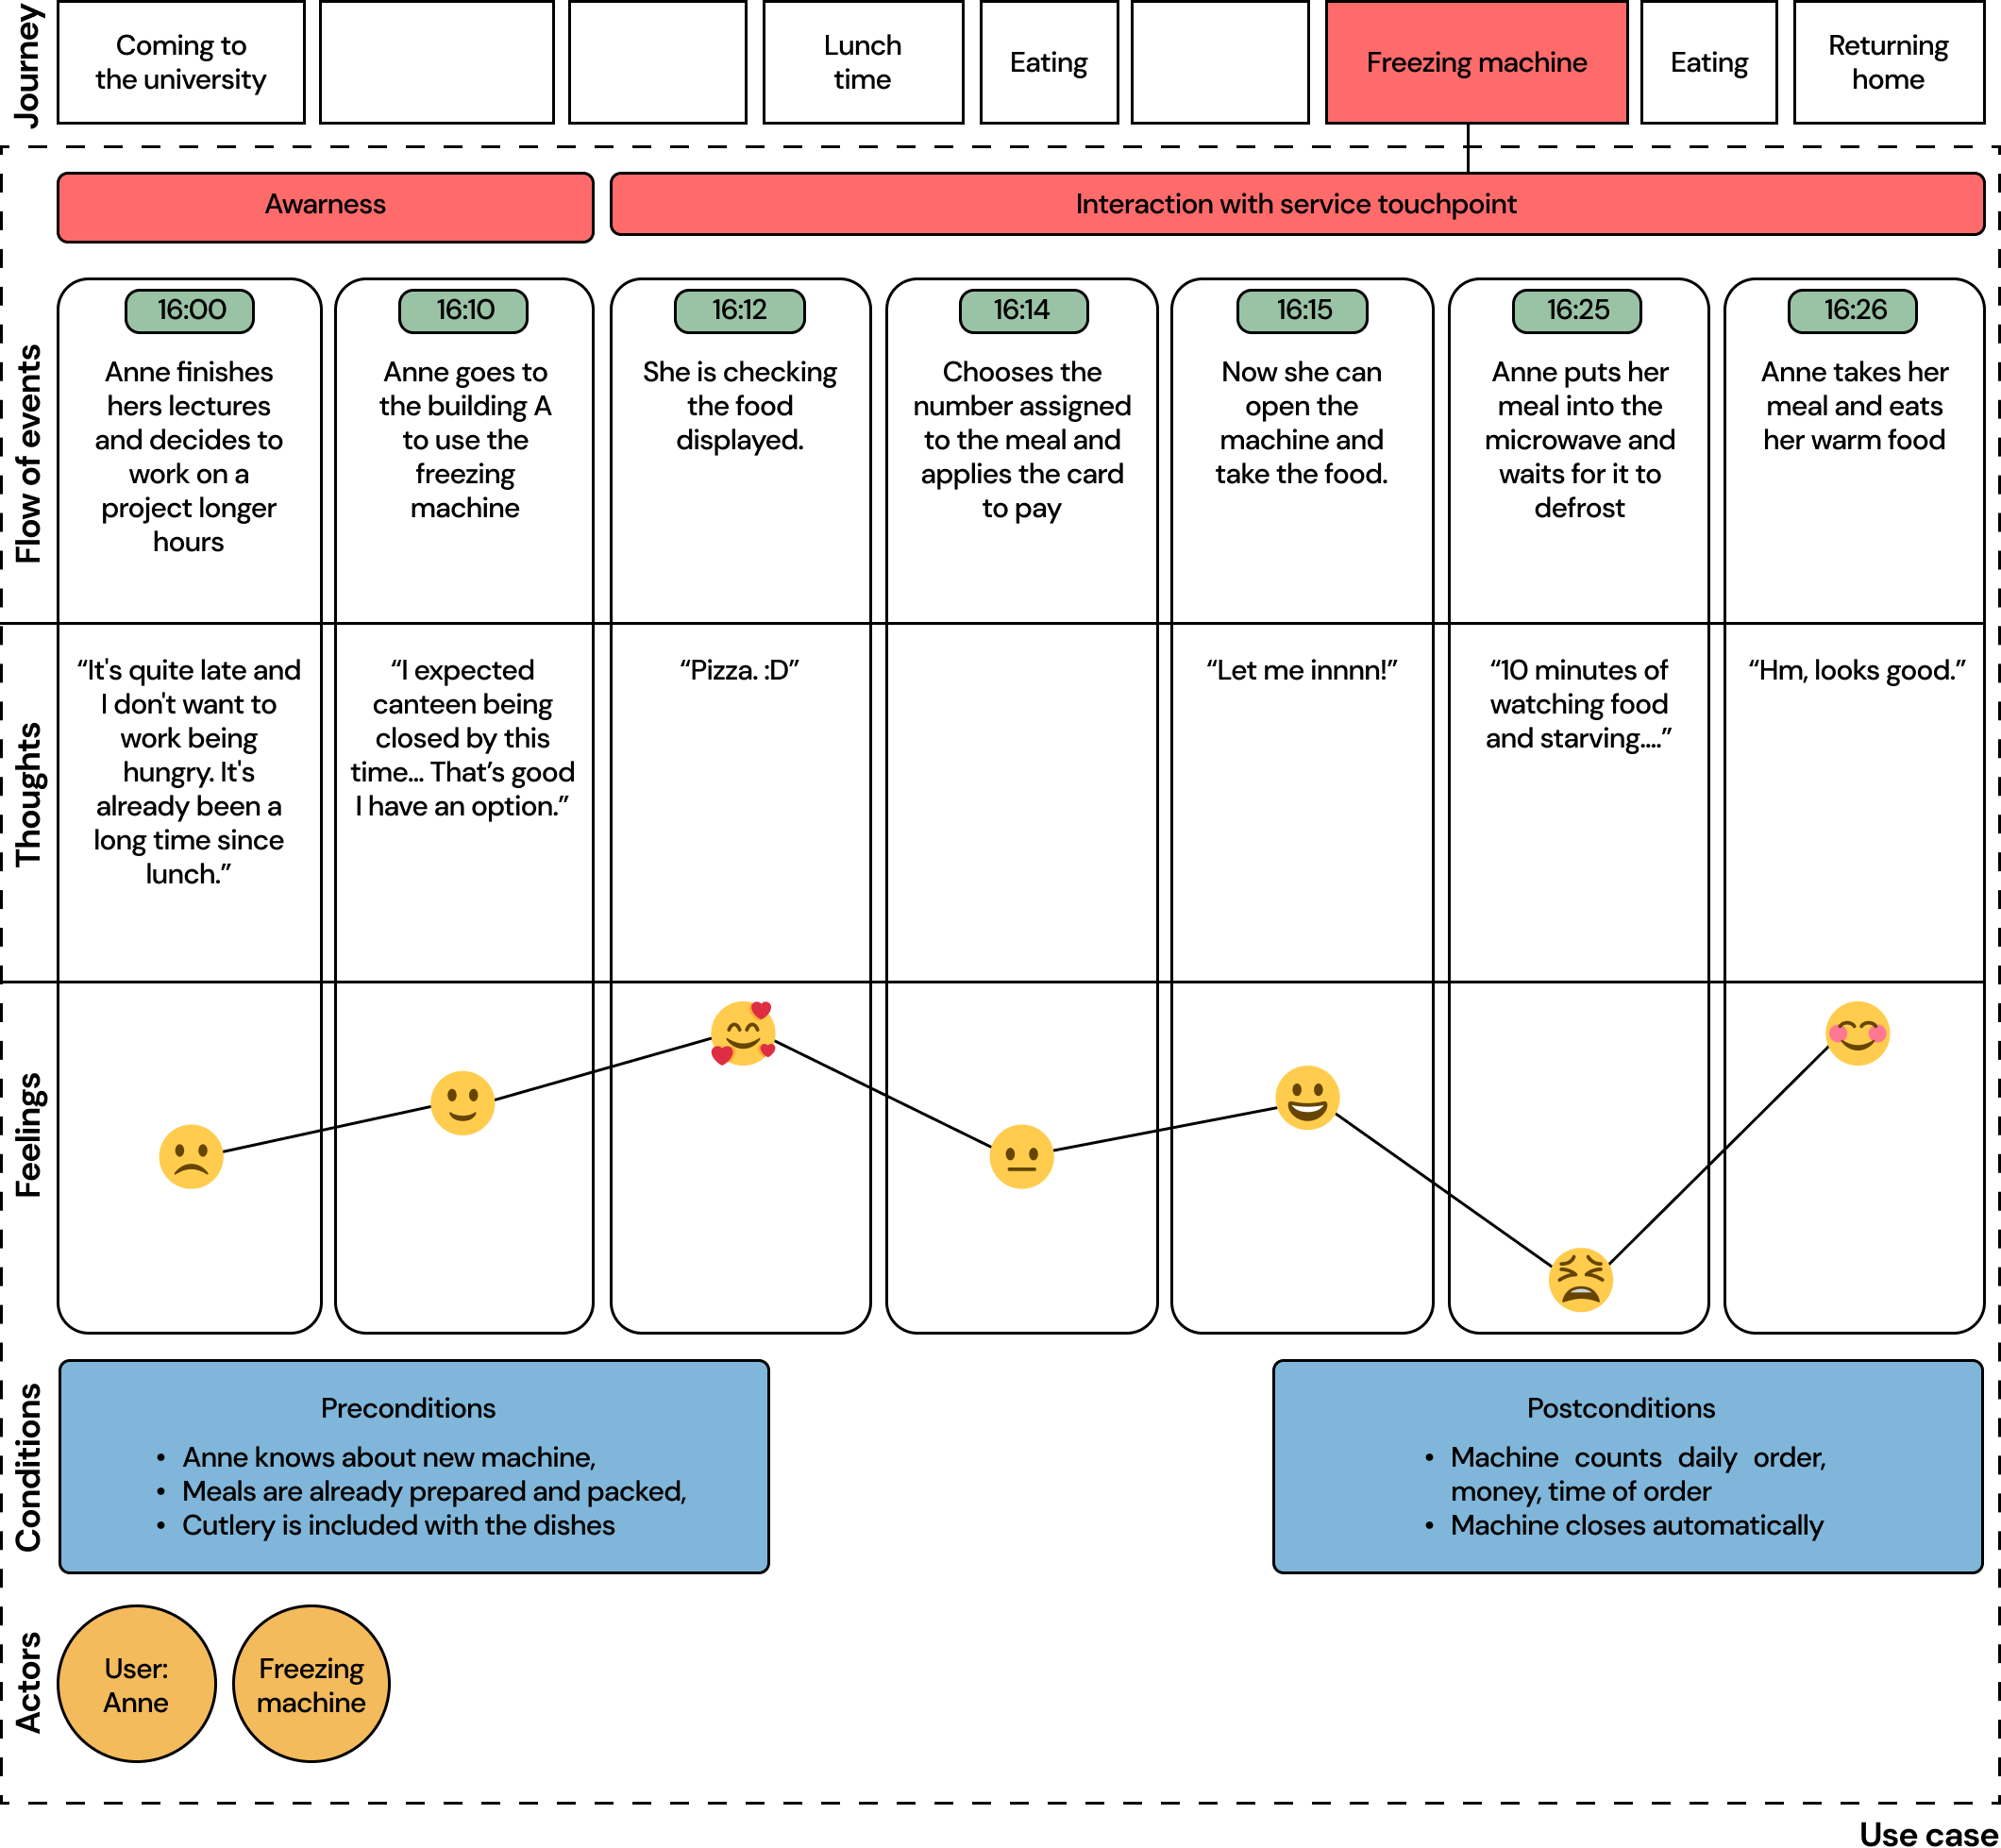 Journey
Coming to
the university
Lunch
time
Eating
Freezing machine
Eating
Returning
home
Awarness
Interaction with service touchpoint
Flow of events
16:00
Anne finishes
hers lectures
and decides to
work on a
project longer
hours
16:10
Anne goes to
the building A
to use the
freezing
machine
16:12
She is checking
the food
displayed.
16:14
Chooses the
number assigned
to the meal and
applies the card
to pay
16:15
Now she can
open the
machine and
take the food.
16:25
Anne puts her
meal into the
microwave and
waits for it to
defrost
16:26
Anne takes her
meal and eats
her warm food
Thoughts
“It's quite late and
I don't want to
work being
hungry. It's
already been a
long time since
lunch.”
“I expected
canteen being
closed by this
time... That’s good
I have an option.”
“Pizza. :D”
“Let me innnn!”
“10 minutes of
watching food
and starving....”
“Hm, looks good.”
Feelings
Conditions
Preconditions
• Anne knows about new machine,
• Meals are already prepared and packed,
• Cutlery is included with the dishes
Postconditions
• Machine counts daily order,
money, time of order
• Machine closes automatically
Actors
User:
Anne
Freezing
machine
Use case